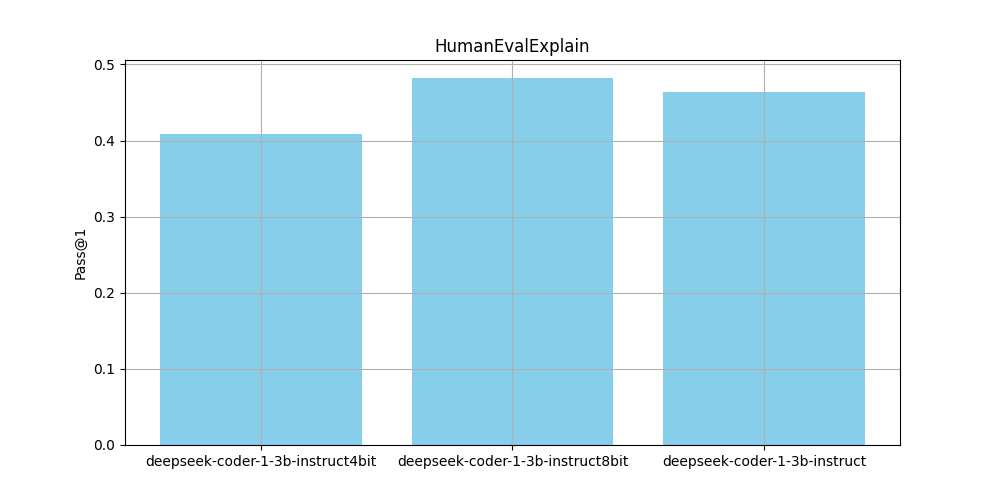 HumanEvalExplain
Pass@1
0.5
0.4
0.3
0.2
0.1
0.0
deepseek-coder-1-3b-instruct4bit
deepseek-coder-1-3b-instruct8bit
deepseek-coder-1-3b-instruct